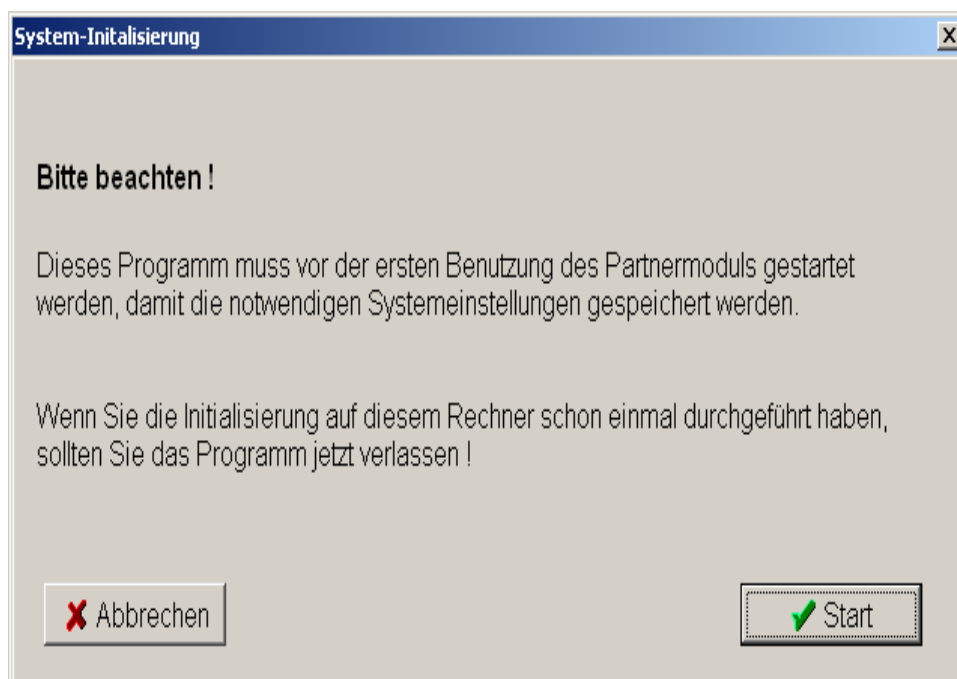 System-Initalisierung
Bitte beachten !
Dieses Programm muss vor der ersten Benutzung des Partnermoduls gestartet
werden, damit die notwendigen Systemeinstellungen gespeichert werden.
Wenn Sie die Initialisierung auf diesem Rechner schon einmal durchgeführt haben,
sollten Sie das Programm jetzt verlassen !
Abbrechen
Start